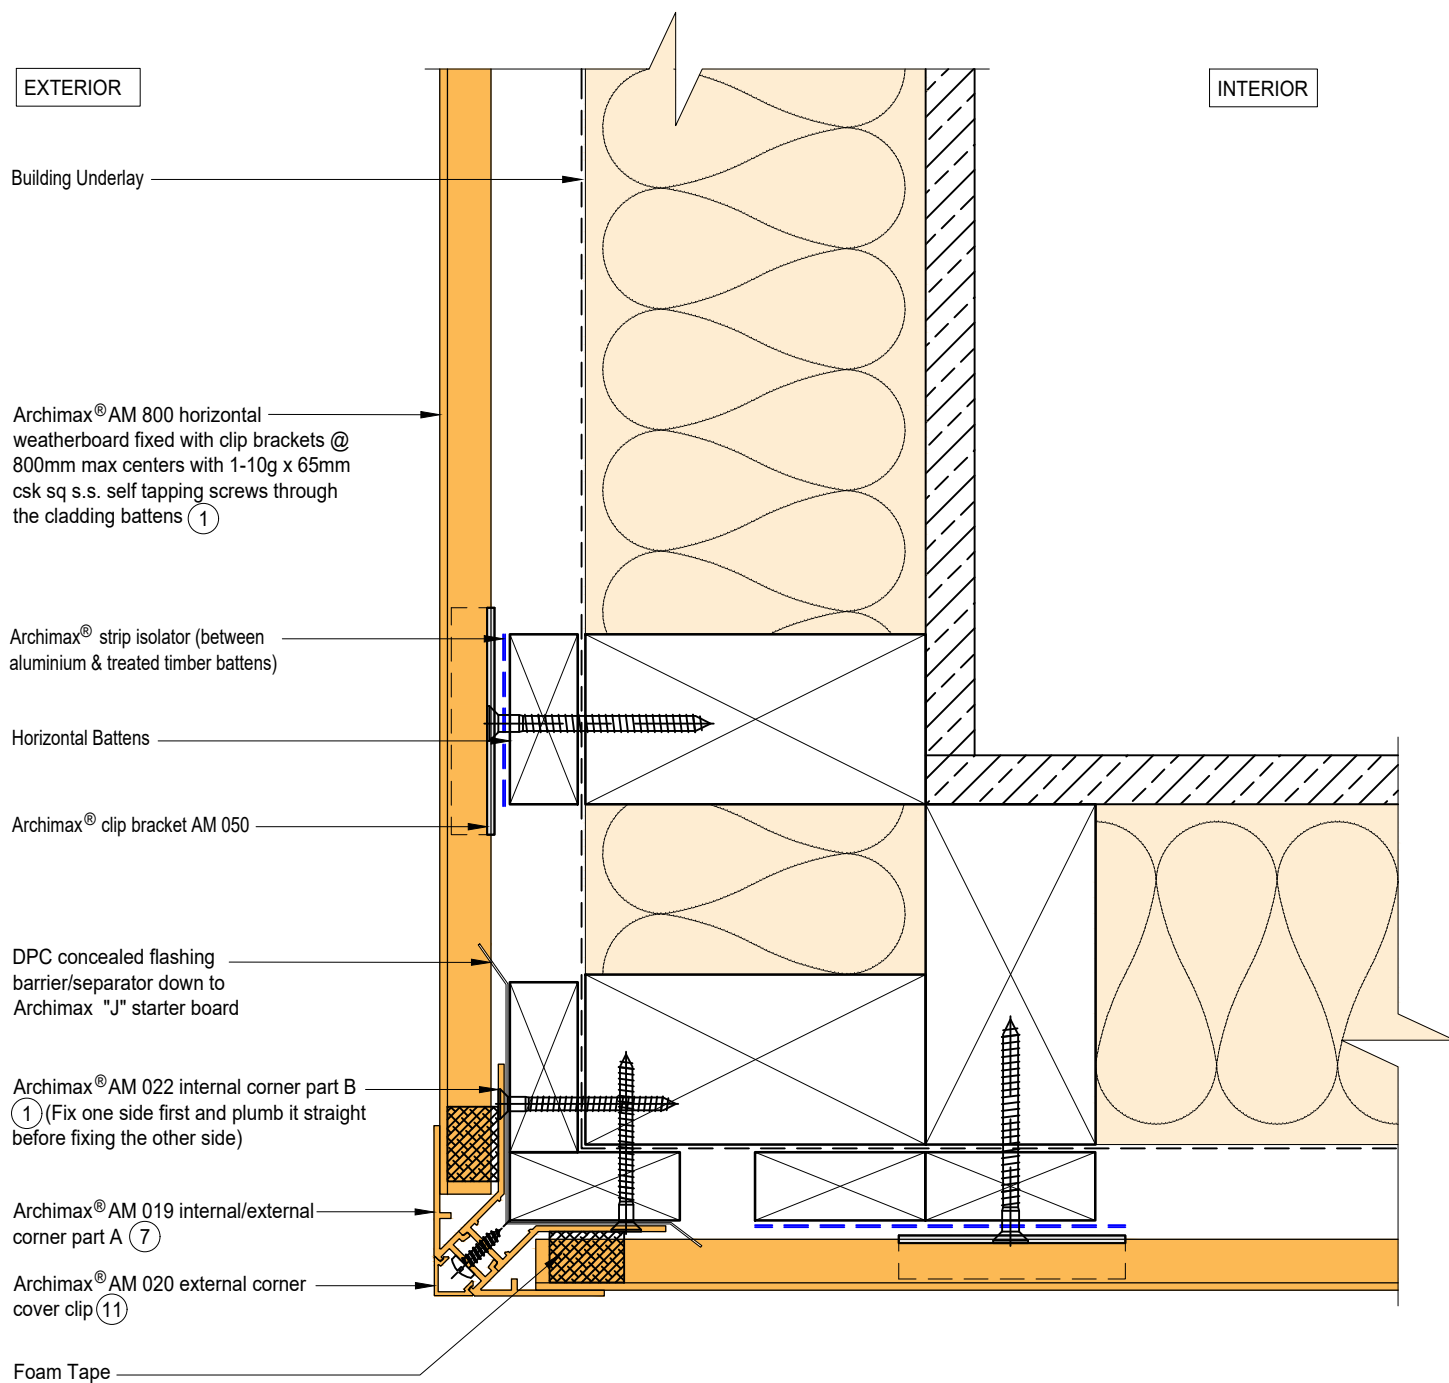 EXTERIOR
INTERIOR
Building Underlay
Archimax® AM 800 horizontal
weatherboard fixed with clip brackets @
800mm max centers with 1-10g x 65mm
csk sq s.s. self tapping screws through
the cladding battens 1
Archimax® strip isolator (between
aluminium & treated timber battens)
Horizontal Battens
Archimax® clip bracket AM 050
DPC concealed flashing
barrier/separator down to
Archimax "J" starter board
Archimax® AM 022 internal corner part B
1 (Fix one side first and plumb it straight
before fixing the other side)
Archimax® AM 019 internal/external
corner part A 7
Archimax® AM 020 external corner
cover clip 11
Foam Tape